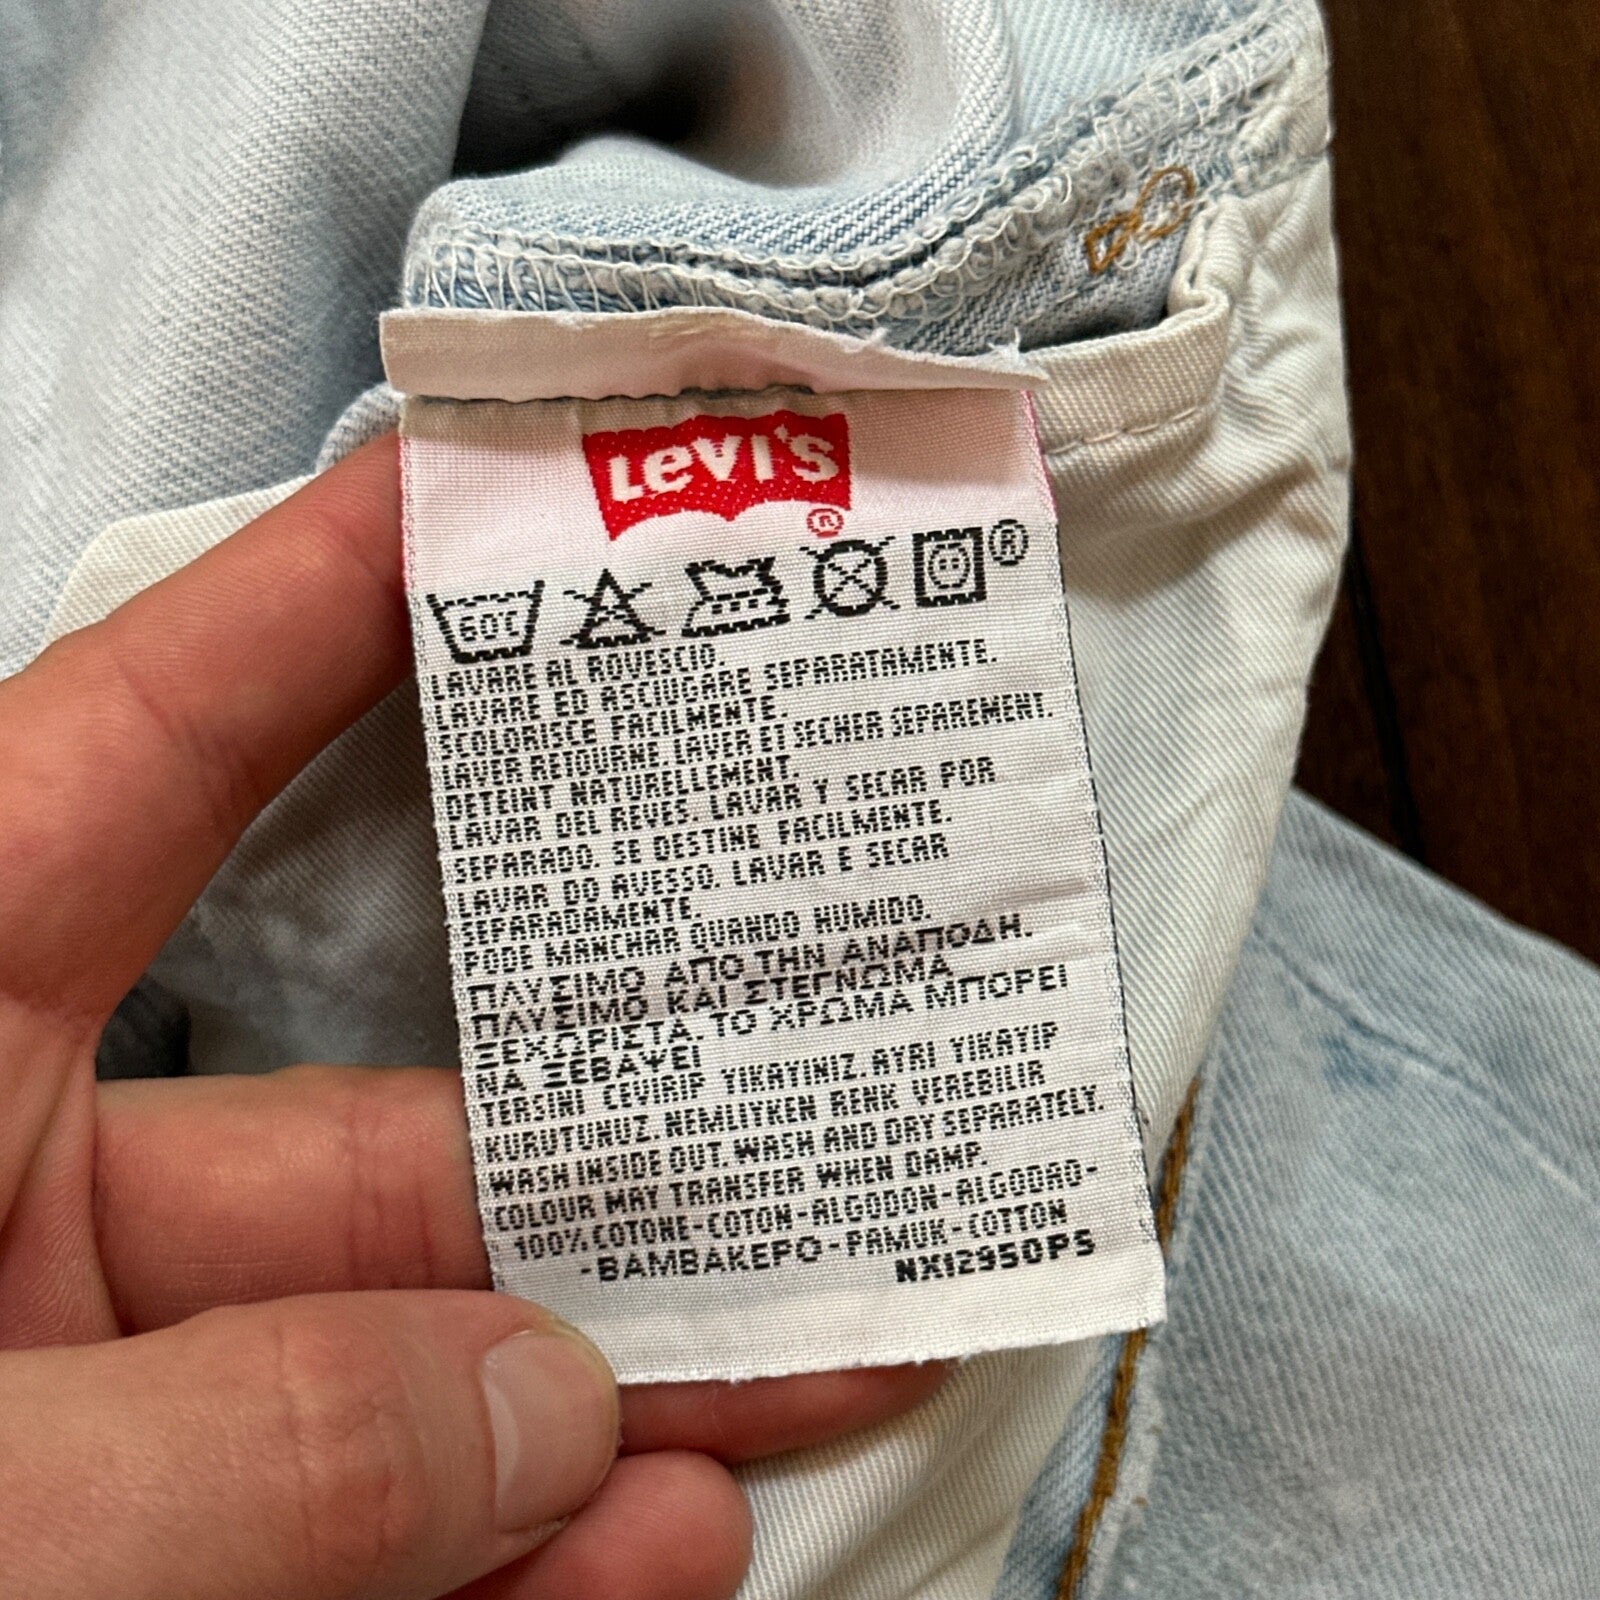 Levi's
®
60°C
®
LAVARE AL ROVESCIO.
LAVARE ED ASCIUGARE SEPARATAMENTE.
SCOLORISCE FACILMENTE.
LAVER RETOURNE. LAVER ET SECHER SEPAREMENT.
DETEINT NATURELLEMENT.
LAVAR DEL REVES. LAVAR Y SECAR POR
SEPARADO. SE DESTINE FACILMENTE.
LAVAR DO AVESSO. LAVAR E SECAR
SEPARADAMENTE.
PODE MANCHAR QUANDO HUMIDO.
ΠΛΥΣΙΜΟ ΑΠΟ ΤΗΝ ΑΝΑΠΟΔΗ.
ΠΛΥΣΙΜΟ ΚΑΙ ΣΤΕΓΝΩΜΑ
ΞΕΧΩΡΙΣΤΑ. ΤΟ ΧΡΩΜΑ ΜΠΟΡΕΙ
ΝΑ ΞΕΒΑΨΕΙ
TERSINI CEVIRIP YIKAYINIZ. AYRI YIKAYIP
KURUTUNUZ. NEMLIYKEN RENK VEREBILIR
WASH INSIDE OUT. WASH AND DRY SEPARATELY.
COLOUR MAY TRANSFER WHEN DAMP.
100% COTONE-COTON-ALGODON-ALGODAO-
-ΒΑΜΒΑΚΕΡΟ-PAMUK-COTTON
NX12950PS